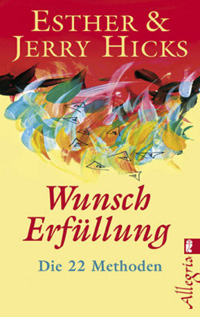 ESTHER &
JERRY HICKS
Wunsch
Erfüllung
Die 22 Methoden
Allegria